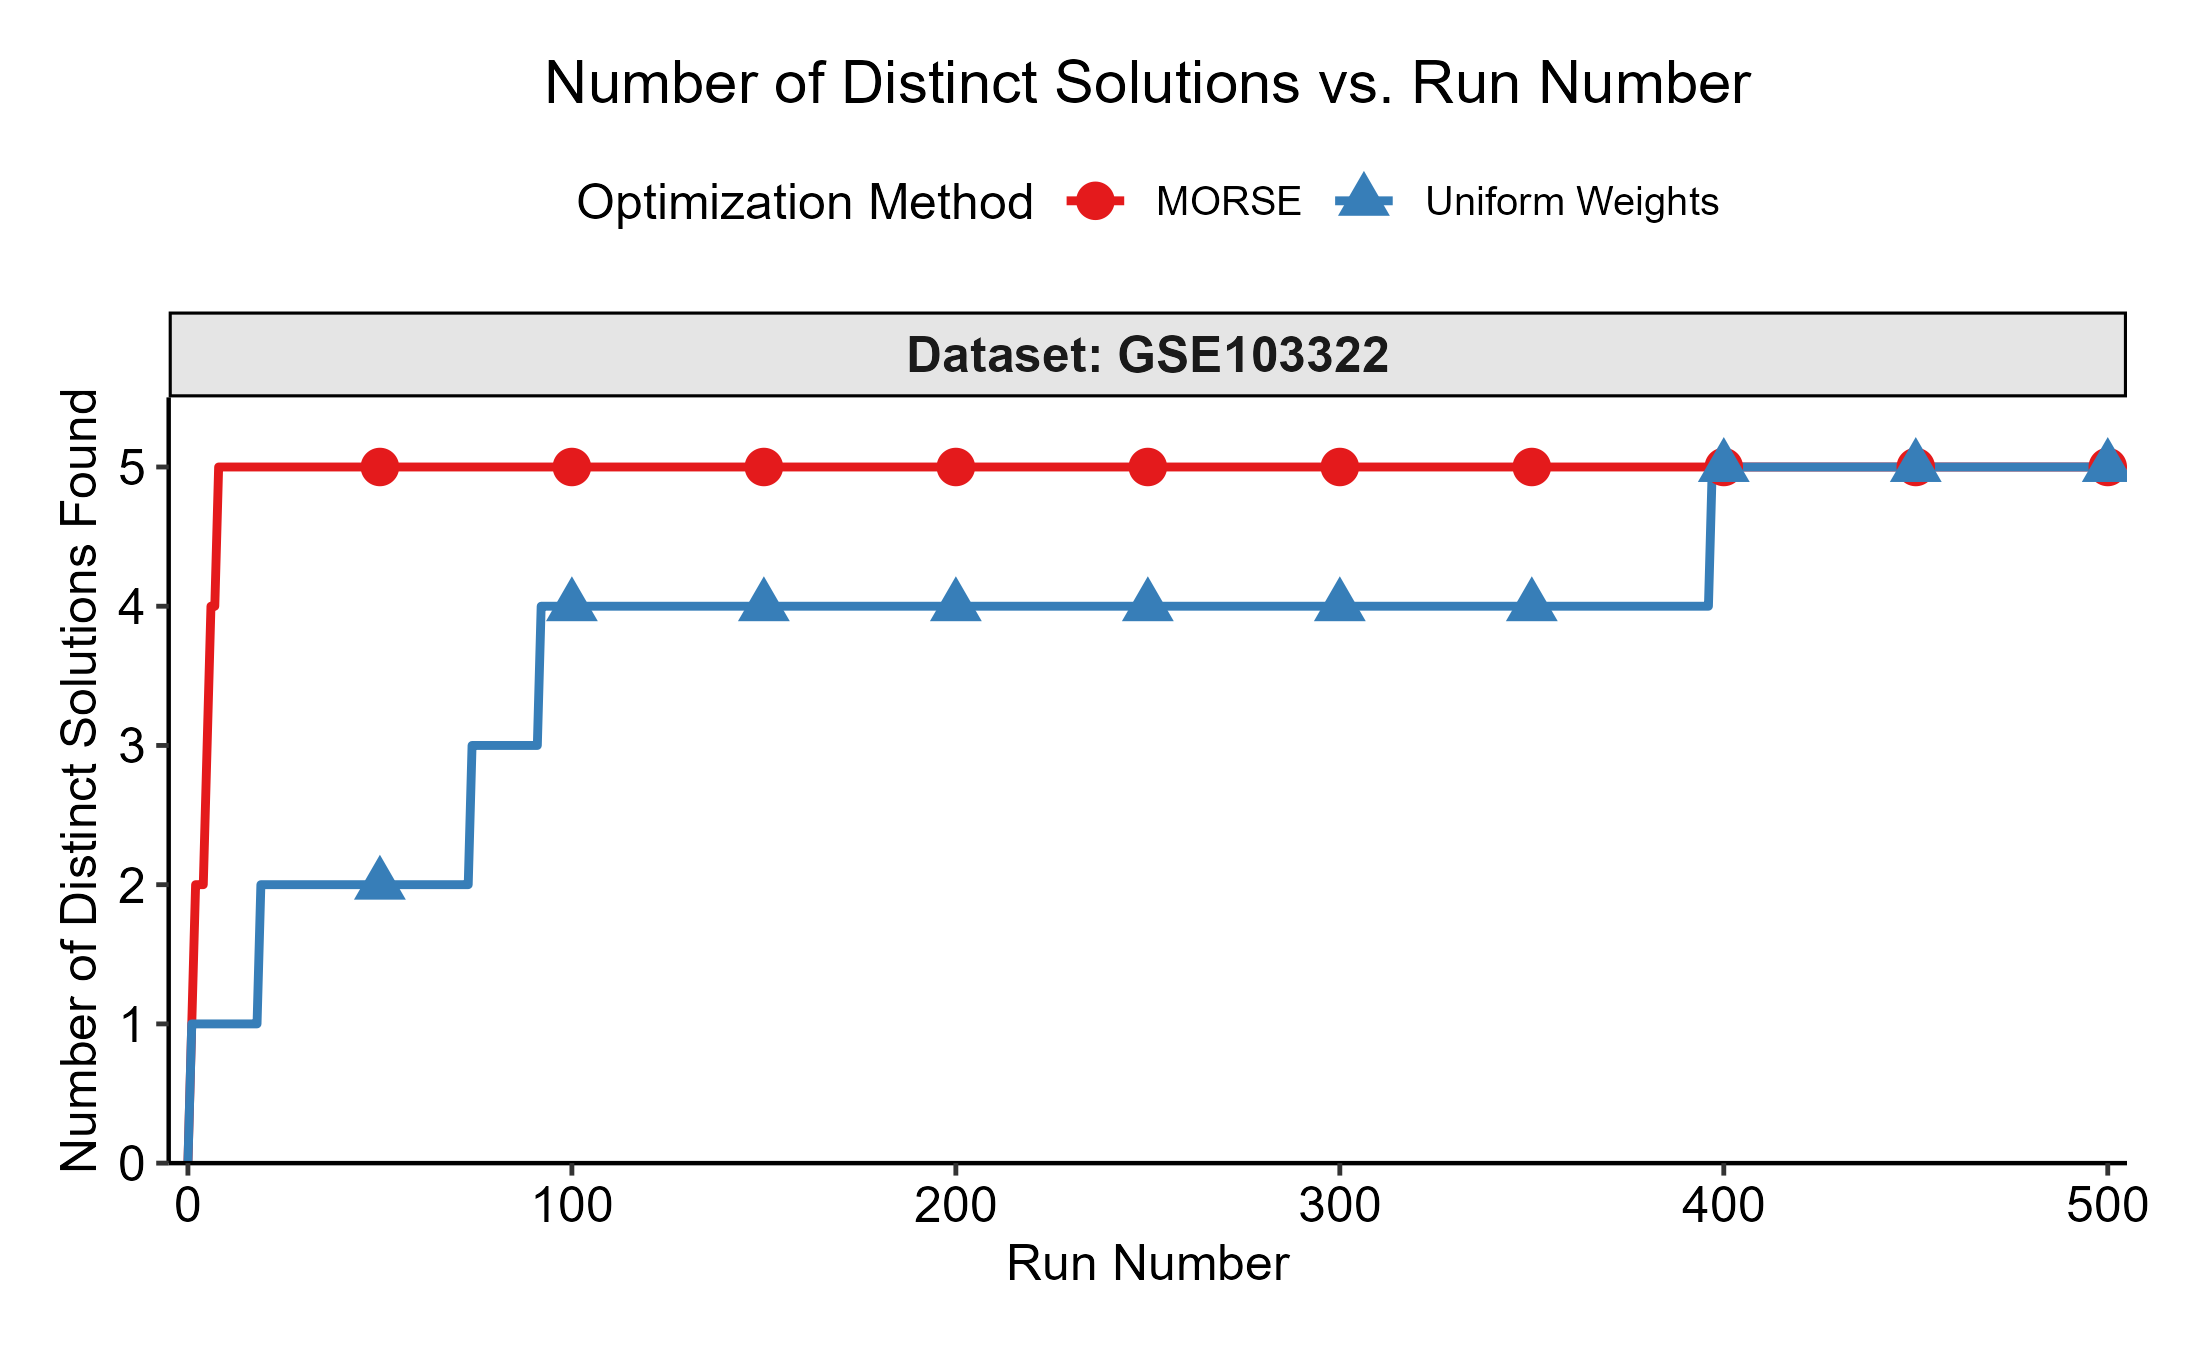 Number of Distinct Solutions vs. Run Number
Optimization Method MORSE Uniform Weights
Dataset: GSE103322
Number of Distinct Solutions Found
5
4
3
2
1
0
0 100 200 300 400 500
Run Number